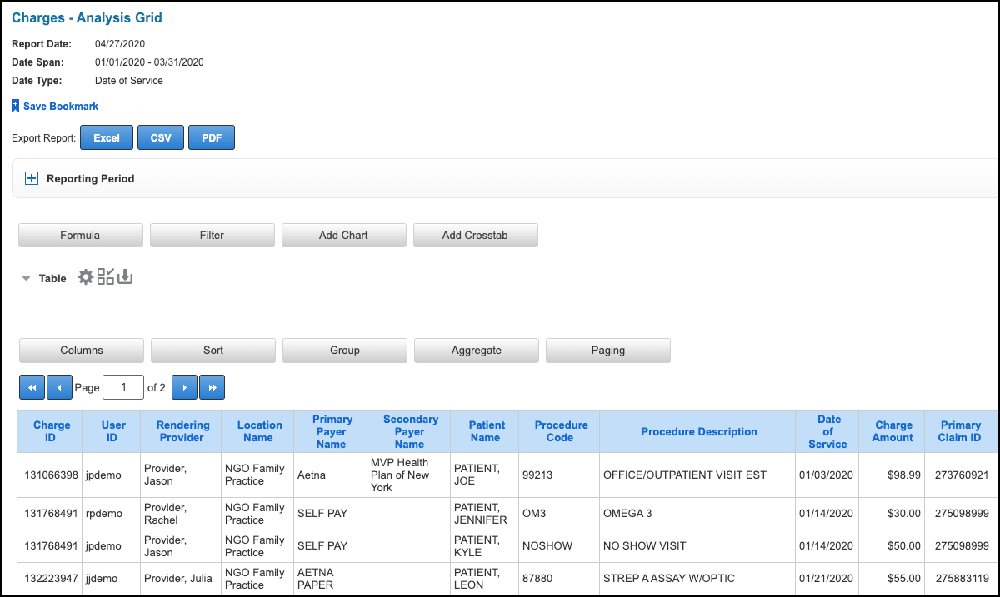 Charges - Analysis Grid
Report Date: 04/27/2020
Date Span: 01/01/2020 - 03/31/2020
Date Type: Date of Service
Save Bookmark
Export Report: Excel CSV PDF
Reporting Period
Formula Filter Add Chart Add Crosstab
Table
Columns Sort Group Aggregate Paging
Page 1 of 2
Charge ID User ID Rendering Provider Location Name Primary Payer Name Secondary Payer Name Patient Name Procedure Code Procedure Description Date of Service Charge Amount Primary Claim ID
131066398 jpdemo Provider, Jason NGO Family Practice Aetna MVP Health Plan of New York PATIENT, JOE 99213 OFFICE/OUTPATIENT VISIT EST 01/03/2020 $98.99 273760921
131768491 rpdemo Provider, Rachel NGO Family Practice SELF PAY PATIENT, JENNIFER OM3 OMEGA 3 01/14/2020 $30.00 275098999
131768491 jpdemo Provider, Jason NGO Family Practice SELF PAY PATIENT, KYLE NOSHOW NO SHOW VISIT 01/14/2020 $50.00 275098999
132223947 jjdemo Provider, Julia NGO Family Practice AETNA PAPER PATIENT, LEON 87880 STREP A ASSAY W/OPTIC 01/21/2020 $55.00 275883119